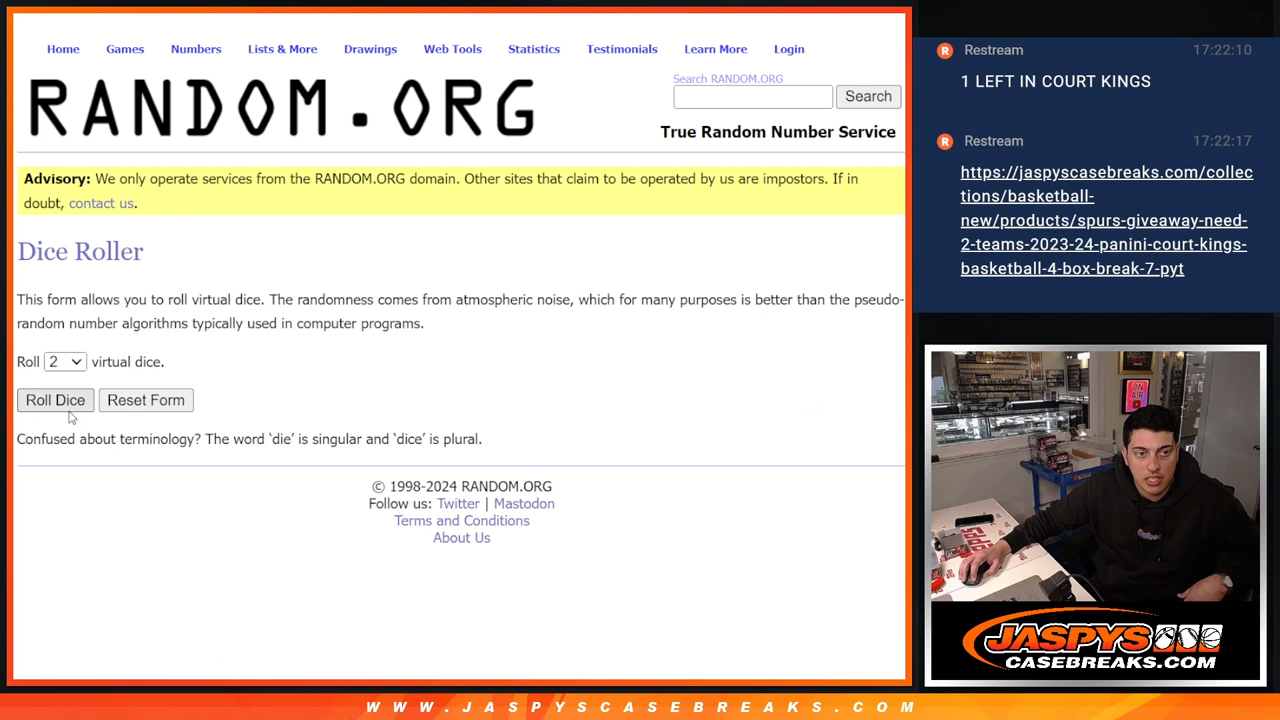 Home Games Numbers Lists & More Drawings Web Tools Statistics Testimonials Learn More Login
RANDOM.ORG
Search RANDOM.ORG
Search
True Random Number Service
Advisory: We only operate services from the RANDOM.ORG domain. Other sites that claim to be operated by us are impostors. If in
doubt, contact us.
Dice Roller
This form allows you to roll virtual dice. The randomness comes from atmospheric noise, which for many purposes is better than the pseudo-
random number algorithms typically used in computer programs.
Roll 2 virtual dice.
Roll Dice Reset Form
Confused about terminology? The word ‘die’ is singular and ‘dice’ is plural.
© 1998-2024 RANDOM.ORG
Follow us: Twitter | Mastodon
Terms and Conditions
About Us
R Restream 17:22:10
1 LEFT IN COURT KINGS
R Restream 17:22:17
https://jaspyscasebreaks.com/collec
tions/basketball-
new/products/spurs-giveaway-need-
2-teams-2023-24-panini-court-kings-
basketball-4-box-break-7-pyt
ON
AIR
JASPYS
CASEBREAKS.COM
WWW.JASPYSCASEBREAKS.COM